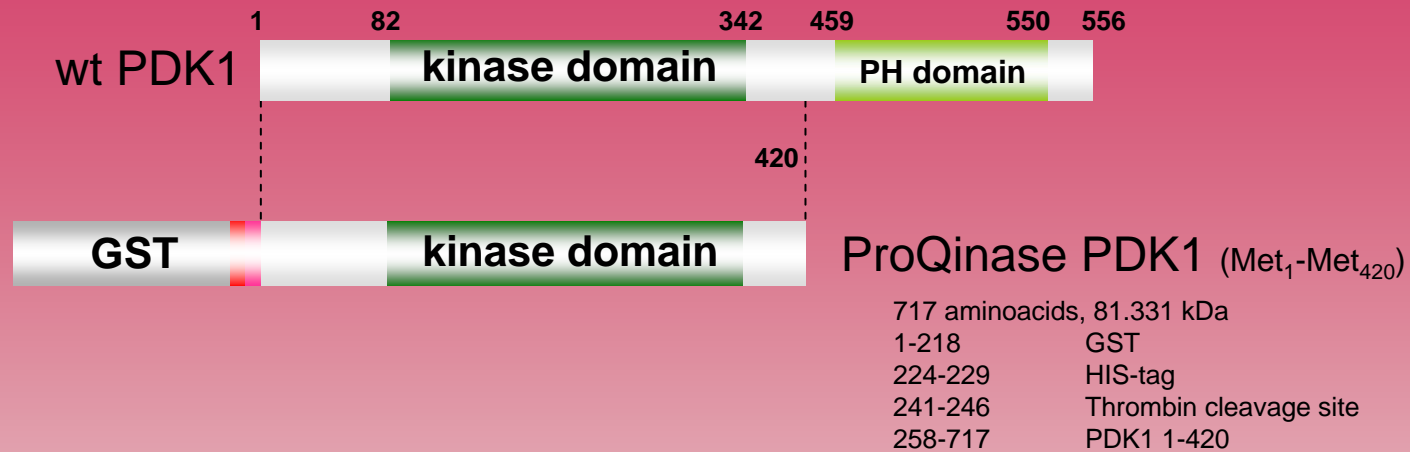 1 82 342 459 550 556
wt PDK1 kinase domain PH domain
420
GST kinase domain ProQinase PDK1 (Met₁-Met₄₂₀)
717 aminoacids, 81.331 kDa
1-218 GST
224-229 HIS-tag
241-246 Thrombin cleavage site
258-717 PDK1 1-420